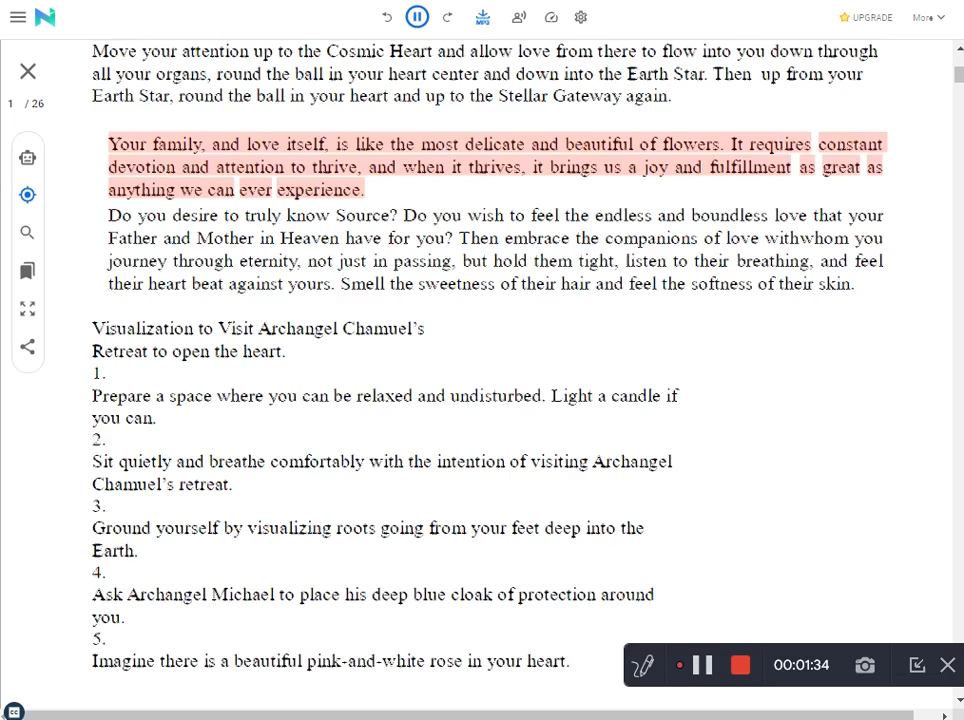 MP3
UPGRADE
More
1 / 26
Move your attention up to the Cosmic Heart and allow love from there to flow into you down through
all your organs, round the ball in your heart center and down into the Earth Star. Then up from your
Earth Star, round the ball in your heart and up to the Stellar Gateway again.
Your family, and love itself, is like the most delicate and beautiful of flowers. It requires constant
devotion and attention to thrive, and when it thrives, it brings us a joy and fulfillment as great as
anything we can ever experience.
Do you desire to truly know Source? Do you wish to feel the endless and boundless love that your
Father and Mother in Heaven have for you? Then embrace the companions of love withwhom you
journey through eternity, not just in passing, but hold them tight, listen to their breathing, and feel
their heart beat against yours. Smell the sweetness of their hair and feel the softness of their skin.
Visualization to Visit Archangel Chamuel's
Retreat to open the heart.
1.
Prepare a space where you can be relaxed and undisturbed. Light a candle if
you can.
2.
Sit quietly and breathe comfortably with the intention of visiting Archangel
Chamuel's retreat.
3.
Ground yourself by visualizing roots going from your feet deep into the
Earth.
4.
Ask Archangel Michael to place his deep blue cloak of protection around
you.
5.
Imagine there is a beautiful pink-and-white rose in your heart.
00:01:34
CC